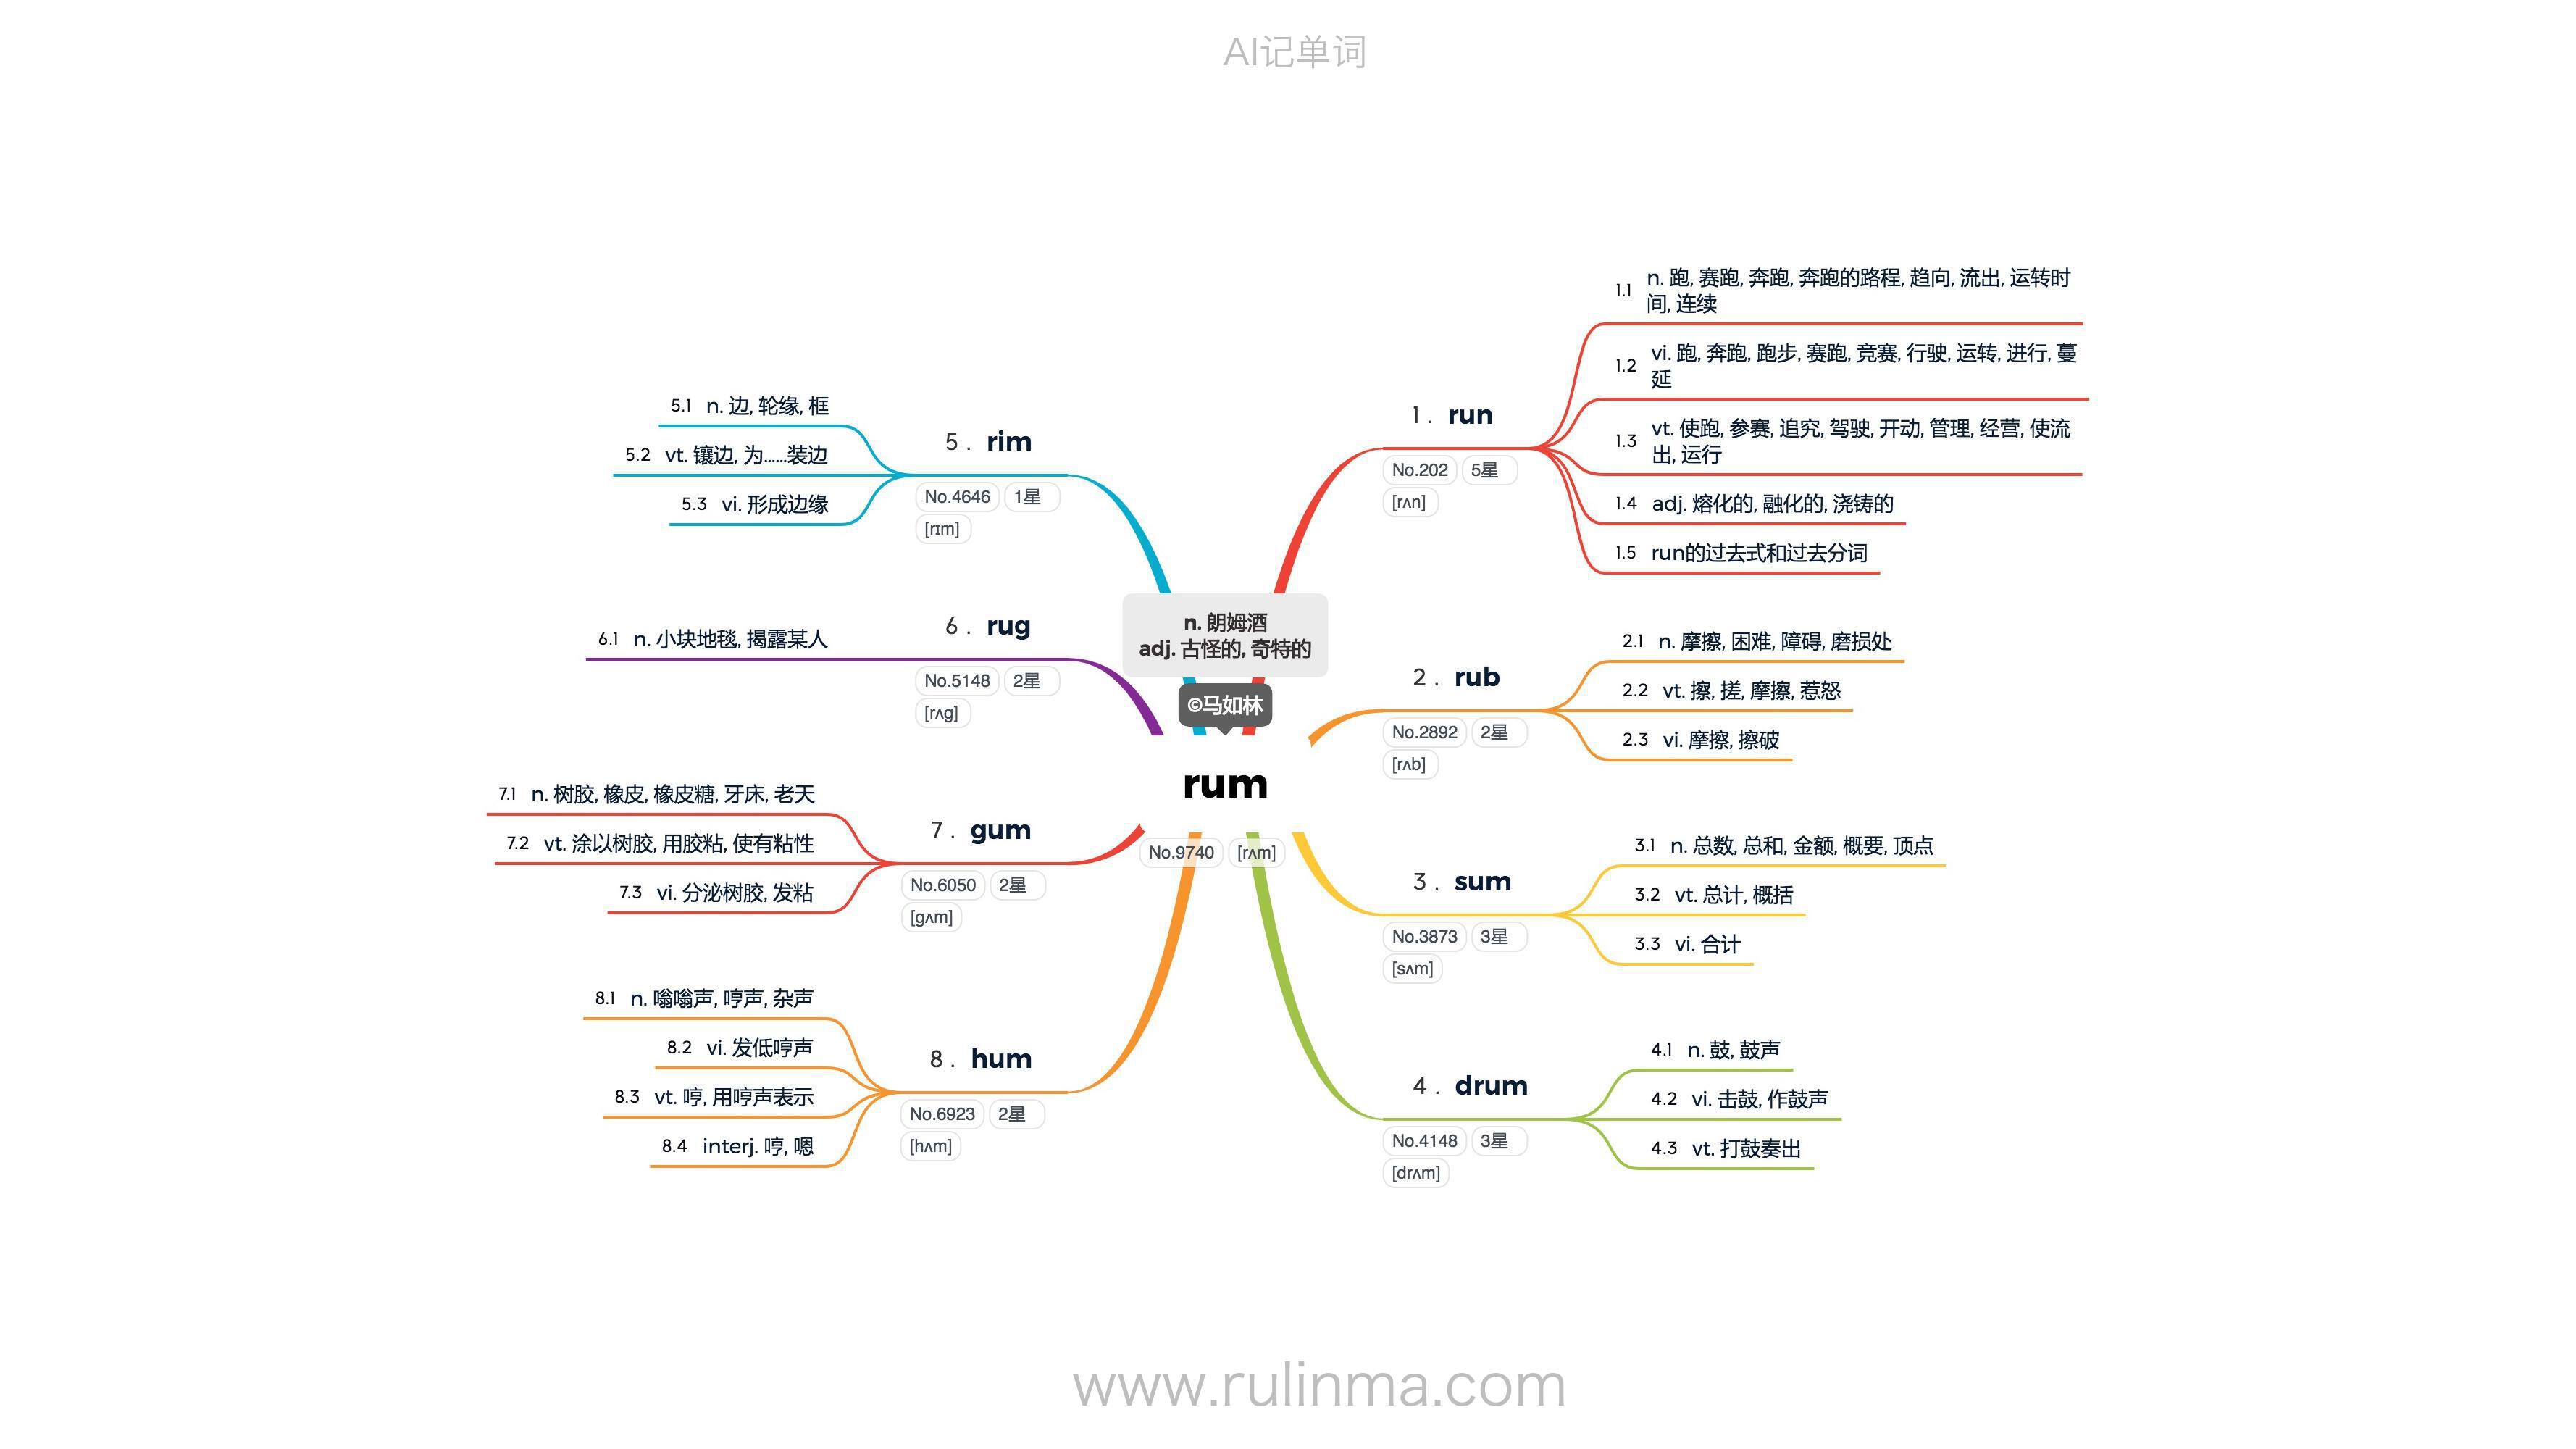 AI记单词
n. 朗姆酒
adj. 古怪的, 奇特的
©马如林
rum
No.9740 [rʌm]
1 . run
No.202 5星
[rʌn]
1.1 n. 跑, 赛跑, 奔跑, 奔跑的路程, 趋向, 流出, 运转时
间, 连续
1.2 vi. 跑, 奔跑, 跑步, 赛跑, 竞赛, 行驶, 运转, 进行, 蔓
延
1.3 vt. 使跑, 参赛, 追究, 驾驶, 开动, 管理, 经营, 使流
出, 运行
1.4 adj. 熔化的, 融化的, 浇铸的
1.5 run的过去式和过去分词
2 . rub
No.2892 2星
[rʌb]
2.1 n. 摩擦, 困难, 障碍, 磨损处
2.2 vt. 擦, 搓, 摩擦, 惹怒
2.3 vi. 摩擦, 擦破
3 . sum
No.3873 3星
[sʌm]
3.1 n. 总数, 总和, 金额, 概要, 顶点
3.2 vt. 总计, 概括
3.3 vi. 合计
4 . drum
No.4148 3星
[drʌm]
4.1 n. 鼓, 鼓声
4.2 vi. 击鼓, 作鼓声
4.3 vt. 打鼓奏出
5 . rim
No.4646 1星
[rɪm]
5.1 n. 边, 轮缘, 框
5.2 vt. 镶边, 为......装边
5.3 vi. 形成边缘
6 . rug
No.5148 2星
[rʌg]
6.1 n. 小块地毯, 揭露某人
7 . gum
No.6050 2星
[gʌm]
7.1 n. 树胶, 橡皮, 橡皮糖, 牙床, 老天
7.2 vt. 涂以树胶, 用胶粘, 使有粘性
7.3 vi. 分泌树胶, 发粘
8 . hum
No.6923 2星
[hʌm]
8.1 n. 嗡嗡声, 哼声, 杂声
8.2 vi. 发低哼声
8.3 vt. 哼, 用哼声表示
8.4 interj. 哼, 嗯
www.rulinma.com